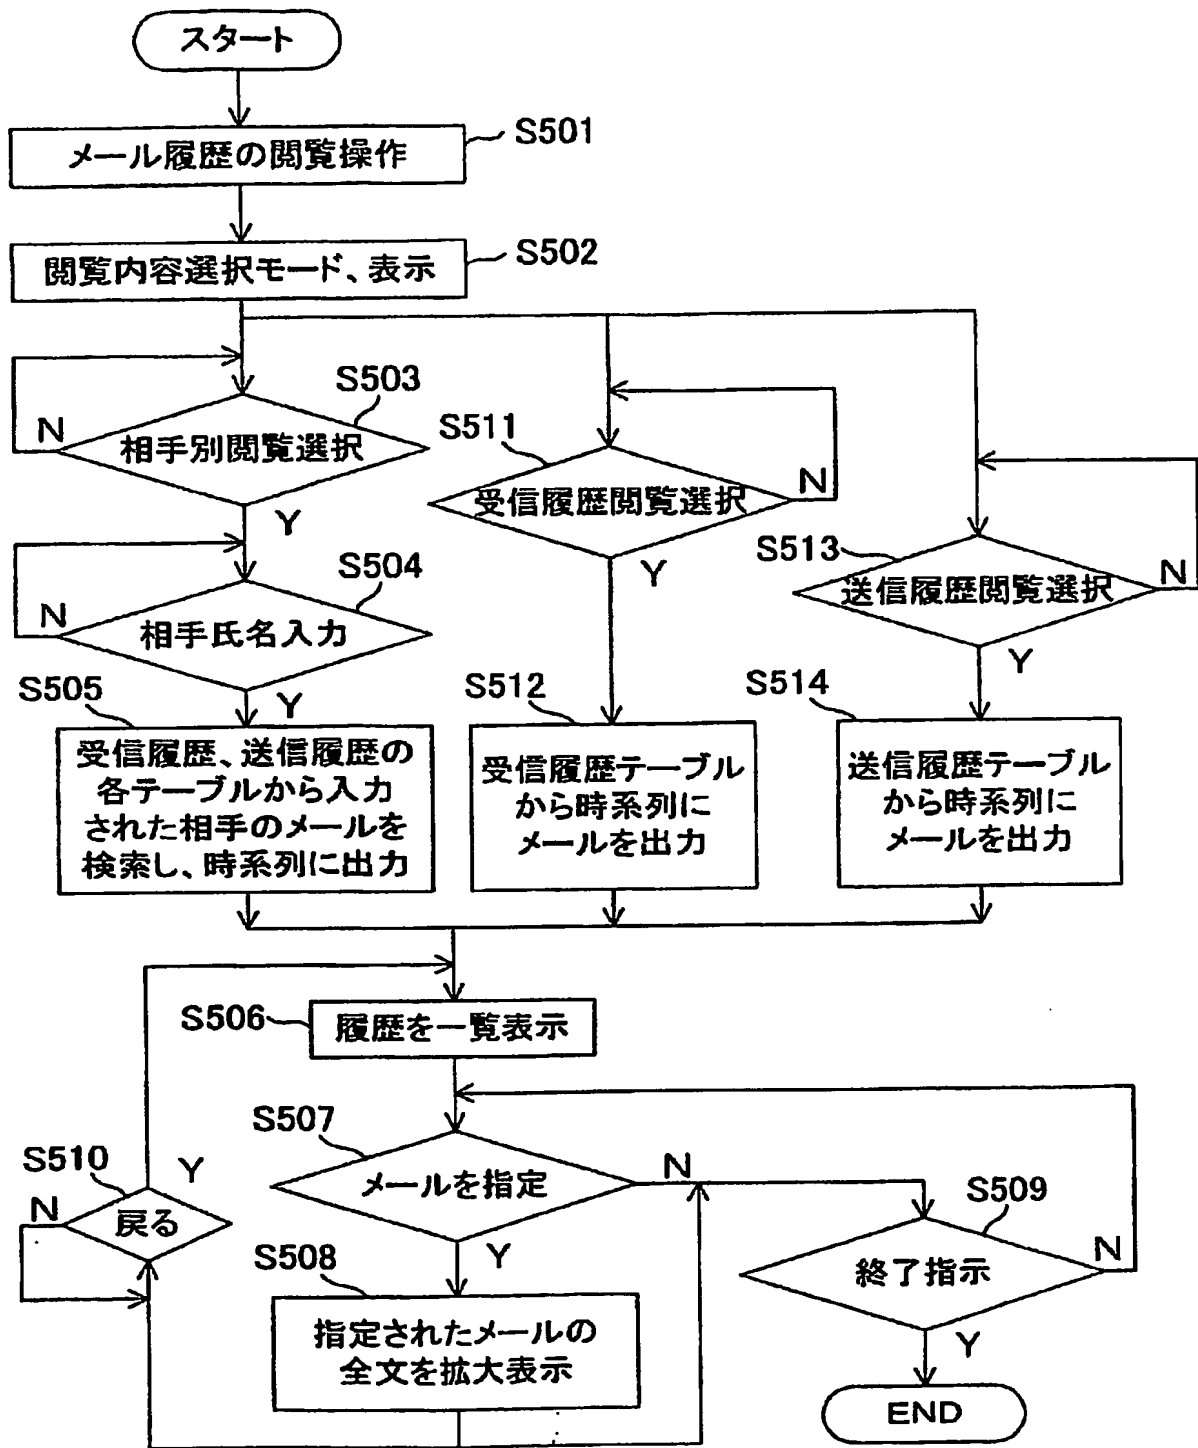 スタート
S501
メール履歴の閲覧操作
S502
閲覧内容選択モード、表示
S503
N
相手別閲覧選択
Y
S511
受信履歴閲覧選択
N
Y
S504
N
相手氏名入力
Y
S513
送信履歴閲覧選択
N
Y
S505
受信履歴、送信履歴の
各テーブルから入力
された相手のメールを
検索し、時系列に出力
S512
受信履歴テーブル
から時系列に
メールを出力
S514
送信履歴テーブル
から時系列に
メールを出力
S506
履歴を一覧表示
S507
メールを指定
N
Y
S510
Y
N
戻る
S508
指定されたメールの
全文を拡大表示
S509
終了指示
N
Y
END